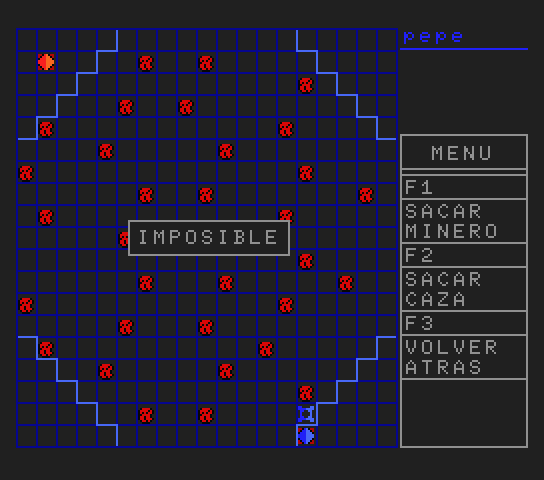 pepe
MENU
F1
SACAR
MINERO
F2
SACAR
CAZA
F3
VOLVER
ATRAS
IMPOSIBLE